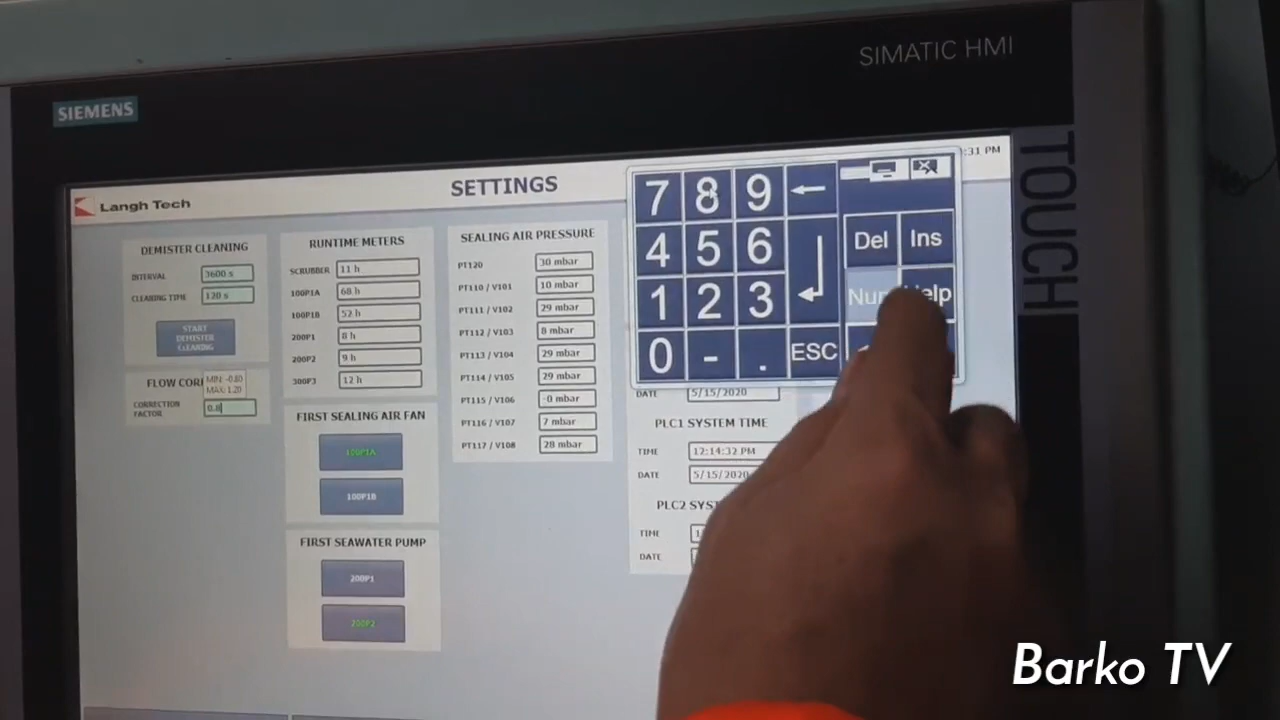 SIMATIC HMI
SIEMENS
TOUCH
:31 PM
Langh Tech
SETTINGS
DEMISTER CLEANING
INTERVAL 3600 s
CLEANING TIME 120 s
START
DEMISTER
CLEANING
FLOW COR
MIN: -0.80
MAX: 1.20
CORRECTION
FACTOR
0.8
RUNTIME METERS
SCRUBBER 11 h
100P1A 68 h
100P1B 52 h
200P1 8 h
200P2 9 h
300P3 12 h
FIRST SEALING AIR FAN
100P1A
100P1B
FIRST SEAWATER PUMP
200P1
200P2
SEALING AIR PRESSURE
PT120 30 mbar
PT110 / V101 10 mbar
PT111 / V102 29 mbar
PT112 / V103 8 mbar
PT113 / V104 29 mbar
PT114 / V105 29 mbar
PT115 / V106 -0 mbar
PT116 / V107 7 mbar
PT117 / V108 28 mbar
7 8 9 ←
4 5 6 Del Ins
1 2 3 ↵ Num Help
0 - . ESC
DATE 5/15/2020
PLC1 SYSTEM TIME
TIME 12:14:32 PM
DATE 5/15/2020
PLC2 SYST
TIME 1
DATE
Barko TV